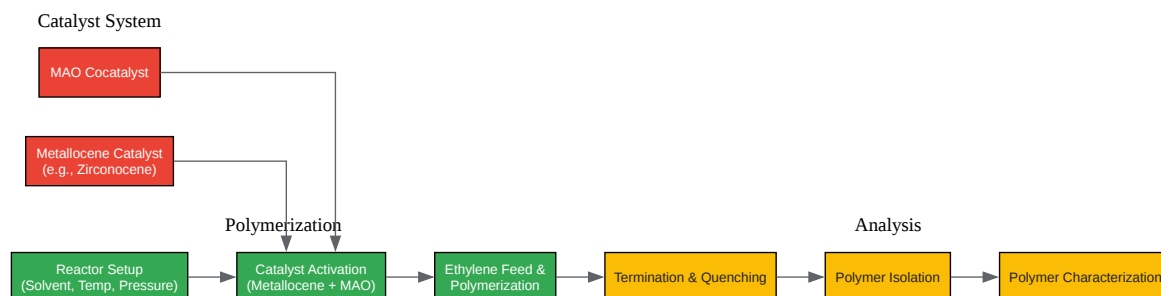 Catalyst System
MAO Cocatalyst
Metallocene Catalyst
(e.g., Zirconocene)
Polymerization
Analysis
Reactor Setup
(Solvent, Temp, Pressure)
Catalyst Activation
(Metallocene + MAO)
Ethylene Feed &
Polymerization
Termination & Quenching
Polymer Isolation
Polymer Characterization